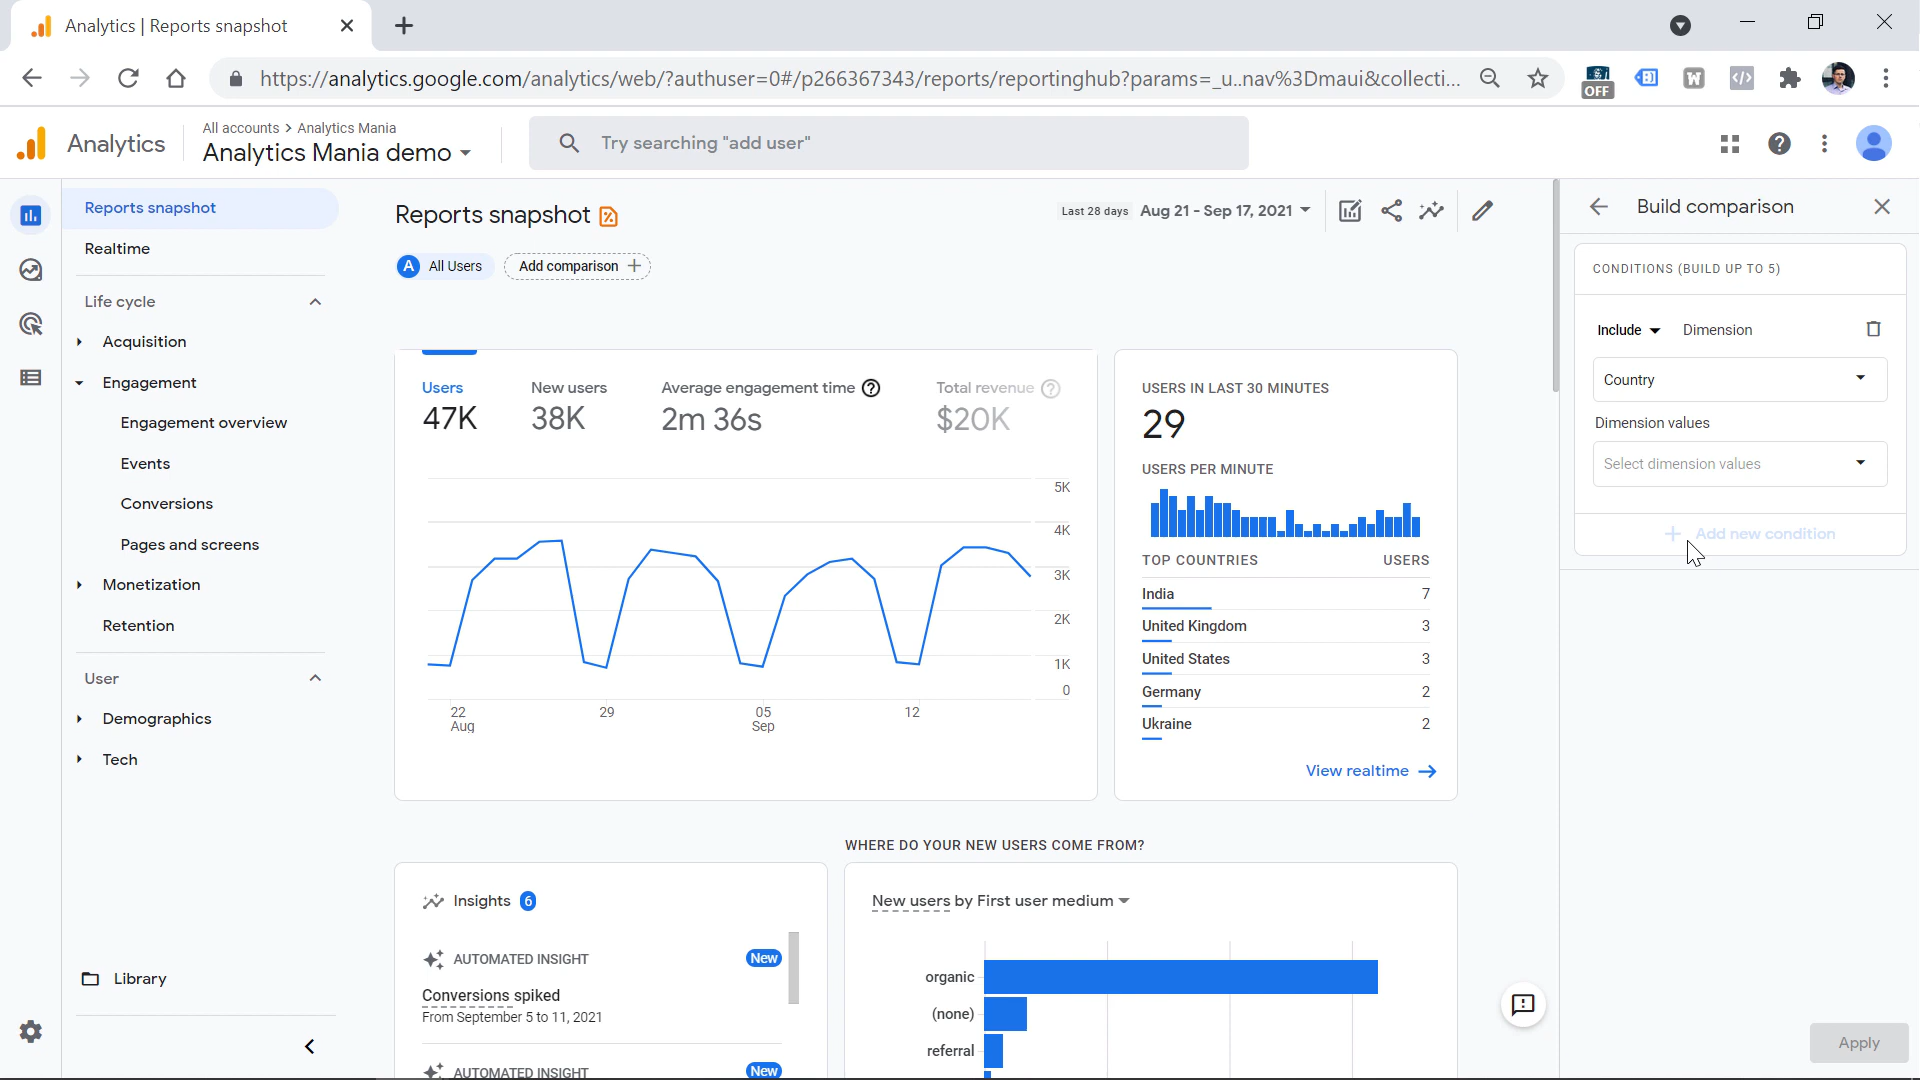 Analytics | Reports snapshot
https://analytics.google.com/analytics/web/?authuser=0#/p266367343/reports/reportinghub?params=_u..nav%3Dmaui&collecti...
OFF
Analytics
All accounts > Analytics Mania
Analytics Mania demo
Try searching "add user"
Reports snapshot
Realtime
Life cycle
Acquisition
Engagement
Engagement overview
Events
Conversions
Pages and screens
Monetization
Retention
User
Demographics
Tech
Library
Reports snapshot
Last 28 days Aug 21 - Sep 17, 2021
A All Users
Add comparison +
Users
47K
New users
38K
Average engagement time
2m 36s
Total revenue
$20K
5K
4K
3K
2K
1K
0
22
Aug
29
05
Sep
12
USERS IN LAST 30 MINUTES
29
USERS PER MINUTE
TOP COUNTRIES USERS
India 7
United Kingdom 3
United States 3
Germany 2
Ukraine 2
View realtime
WHERE DO YOUR NEW USERS COME FROM?
Insights 6
AUTOMATED INSIGHT New
Conversions spiked
From September 5 to 11, 2021
AUTOMATED INSIGHT New
New users by First user medium
organic
(none)
referral
Build comparison
CONDITIONS (BUILD UP TO 5)
Include Dimension
Country
Dimension values
Select dimension values
+ Add new condition
Apply